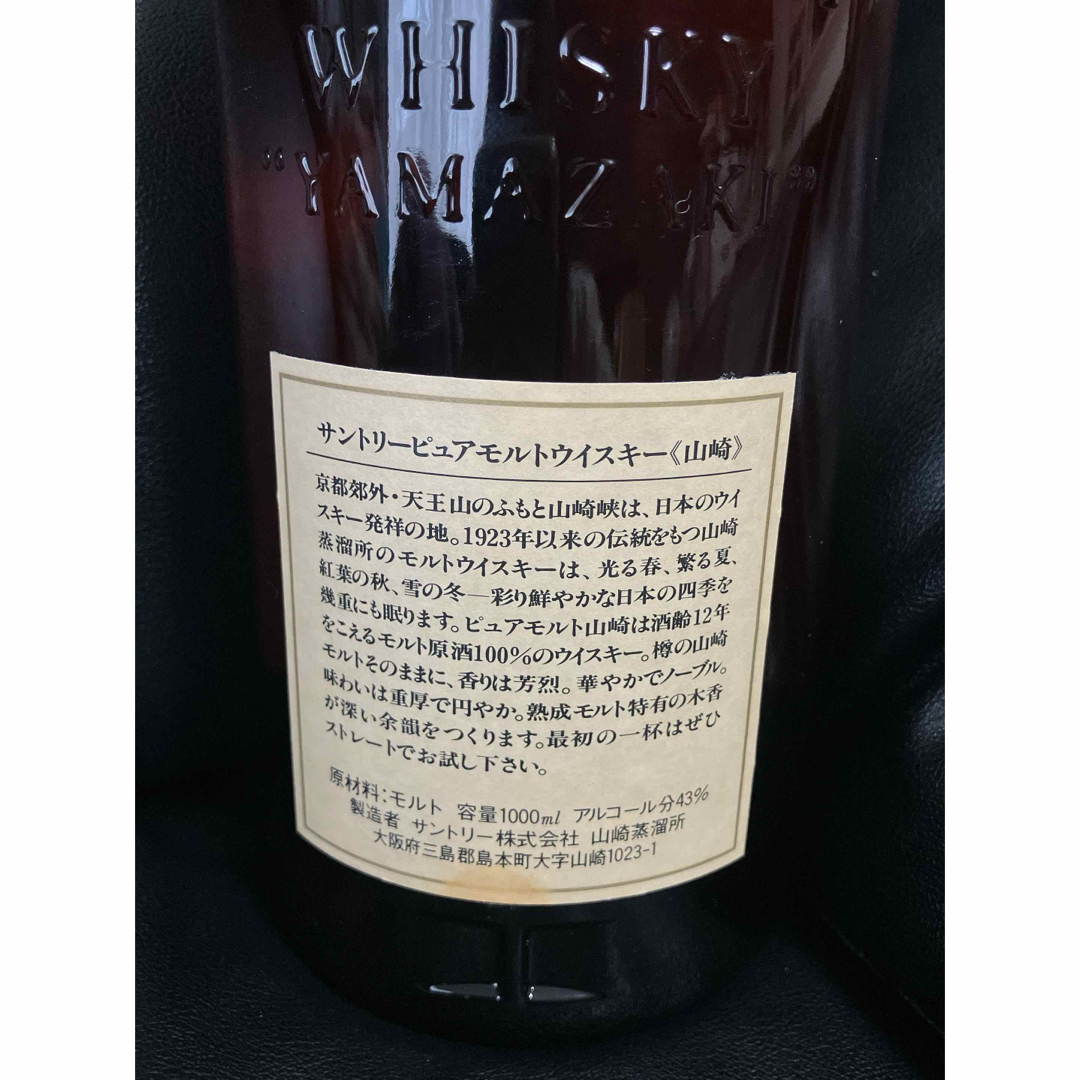 WHISKY
"YAMAZAKI"
サントリーピュアモルトウイスキー《山崎》
京都郊外・天王山のふもと山崎峡は、日本のウイ
スキー発祥の地。1923年以来の伝統をもつ山崎
蒸溜所のモルトウイスキーは、光る春、繁る夏、
紅葉の秋、雪の冬―彩り鮮やかな日本の四季を
幾重にも眠ります。ピュアモルト山崎は酒齢12年
をこえるモルト原酒100%のウイスキー。樽の山崎
モルトそのままに、香りは芳烈。華やかでノーブル。
味わいは重厚で円やか。熟成モルト特有の木香
が深い余韻をつくります。最初の一杯はぜひ
ストレートでお試し下さい。
原材料:モルト 容量1000ml アルコール分43%
製造者 サントリー株式会社 山崎蒸溜所
大阪府三島郡島本町大字山崎1023-1